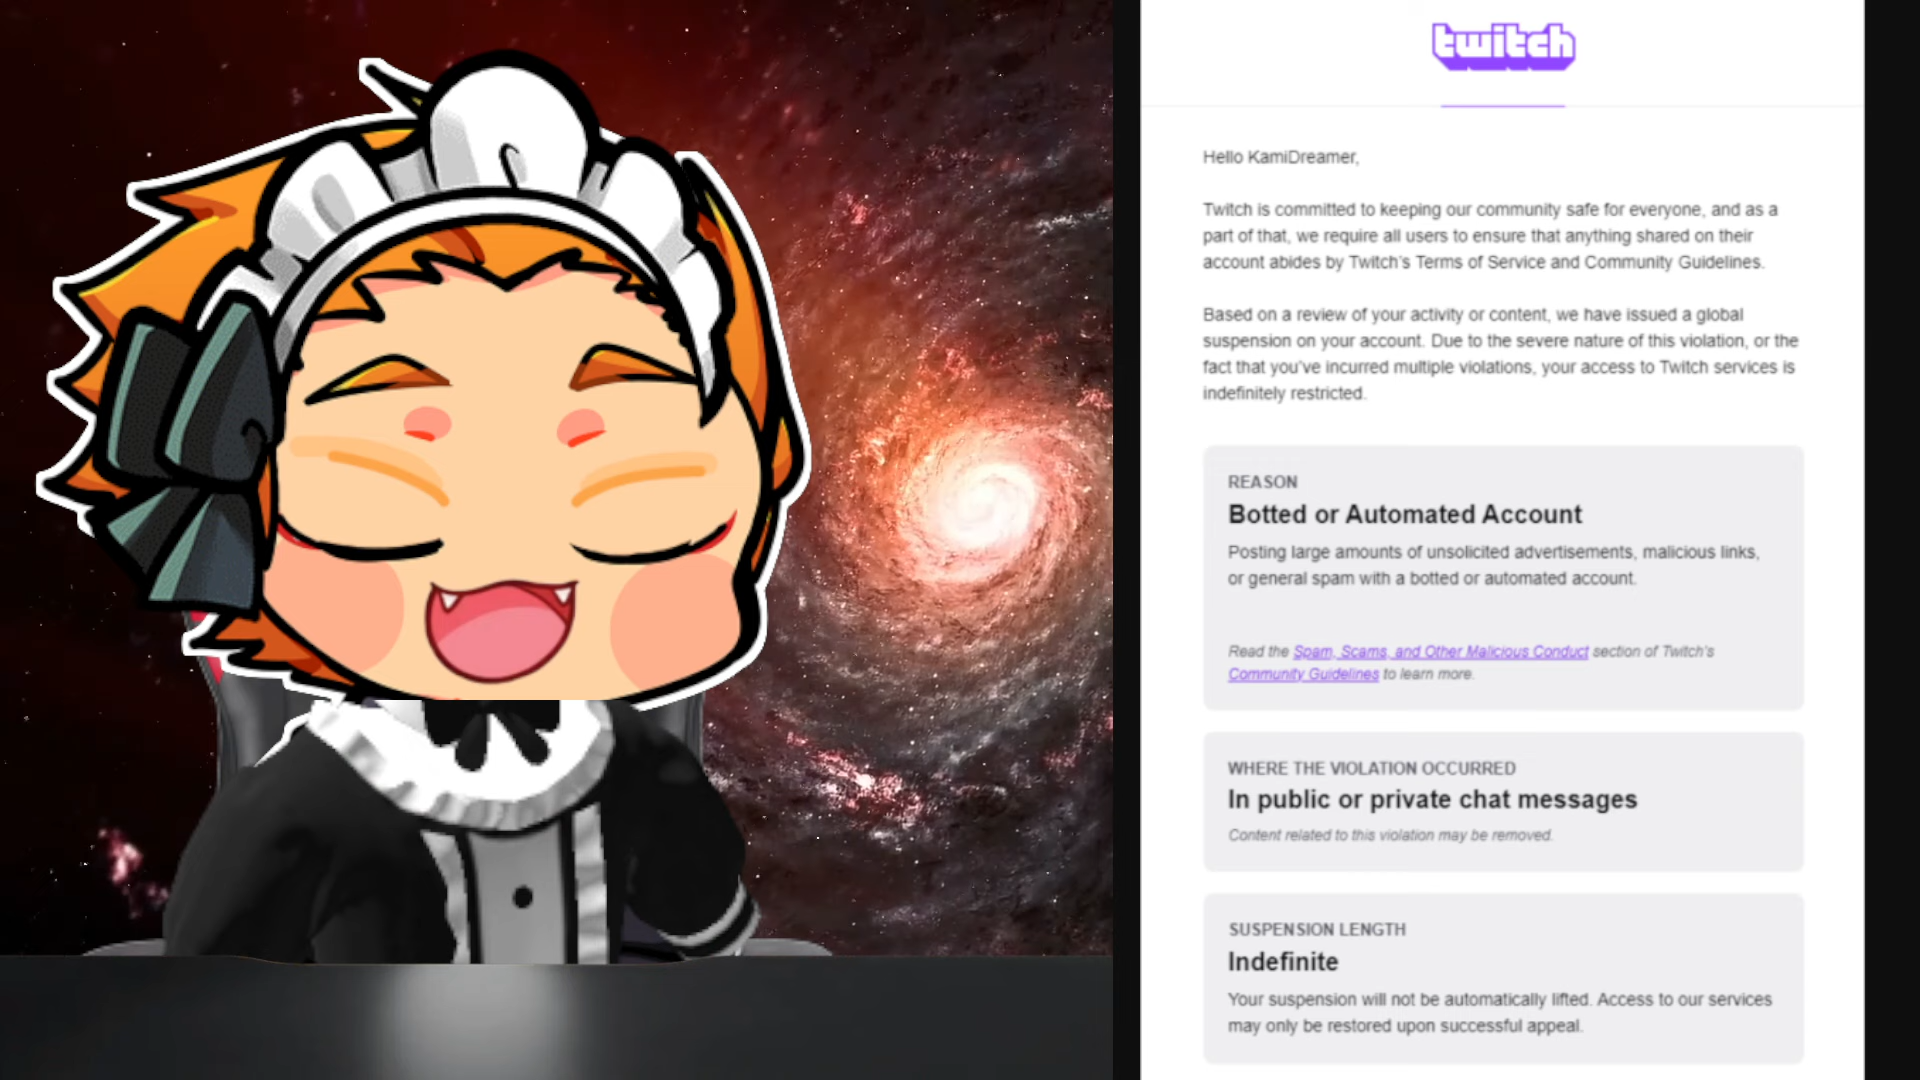 twitch
Hello KamiDreamer,
Twitch is committed to keeping our community safe for everyone, and as a
part of that, we require all users to ensure that anything shared on their
account abides by Twitch's Terms of Service and Community Guidelines.
Based on a review of your activity or content, we have issued a global
suspension on your account. Due to the severe nature of this violation, or the
fact that you've incurred multiple violations, your access to Twitch services is
indefinitely restricted.
REASON
Botted or Automated Account
Posting large amounts of unsolicited advertisements, malicious links,
or general spam with a botted or automated account.
Read the Spam, Scams, and Other Malicious Conduct section of Twitch's
Community Guidelines to learn more.
WHERE THE VIOLATION OCCURRED
In public or private chat messages
Content related to this violation may be removed.
SUSPENSION LENGTH
Indefinite
Your suspension will not be automatically lifted. Access to our services
may only be restored upon successful appeal.